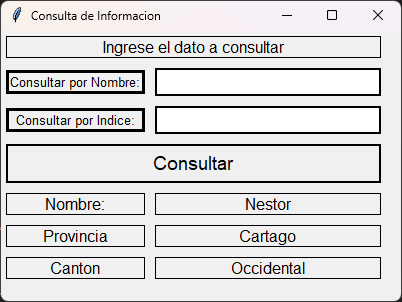 Consulta de Informacion
Ingrese el dato a consultar
Consultar por Nombre:
Consultar por Indice:
Consultar
Nombre: Nestor
Provincia Cartago
Canton Occidental